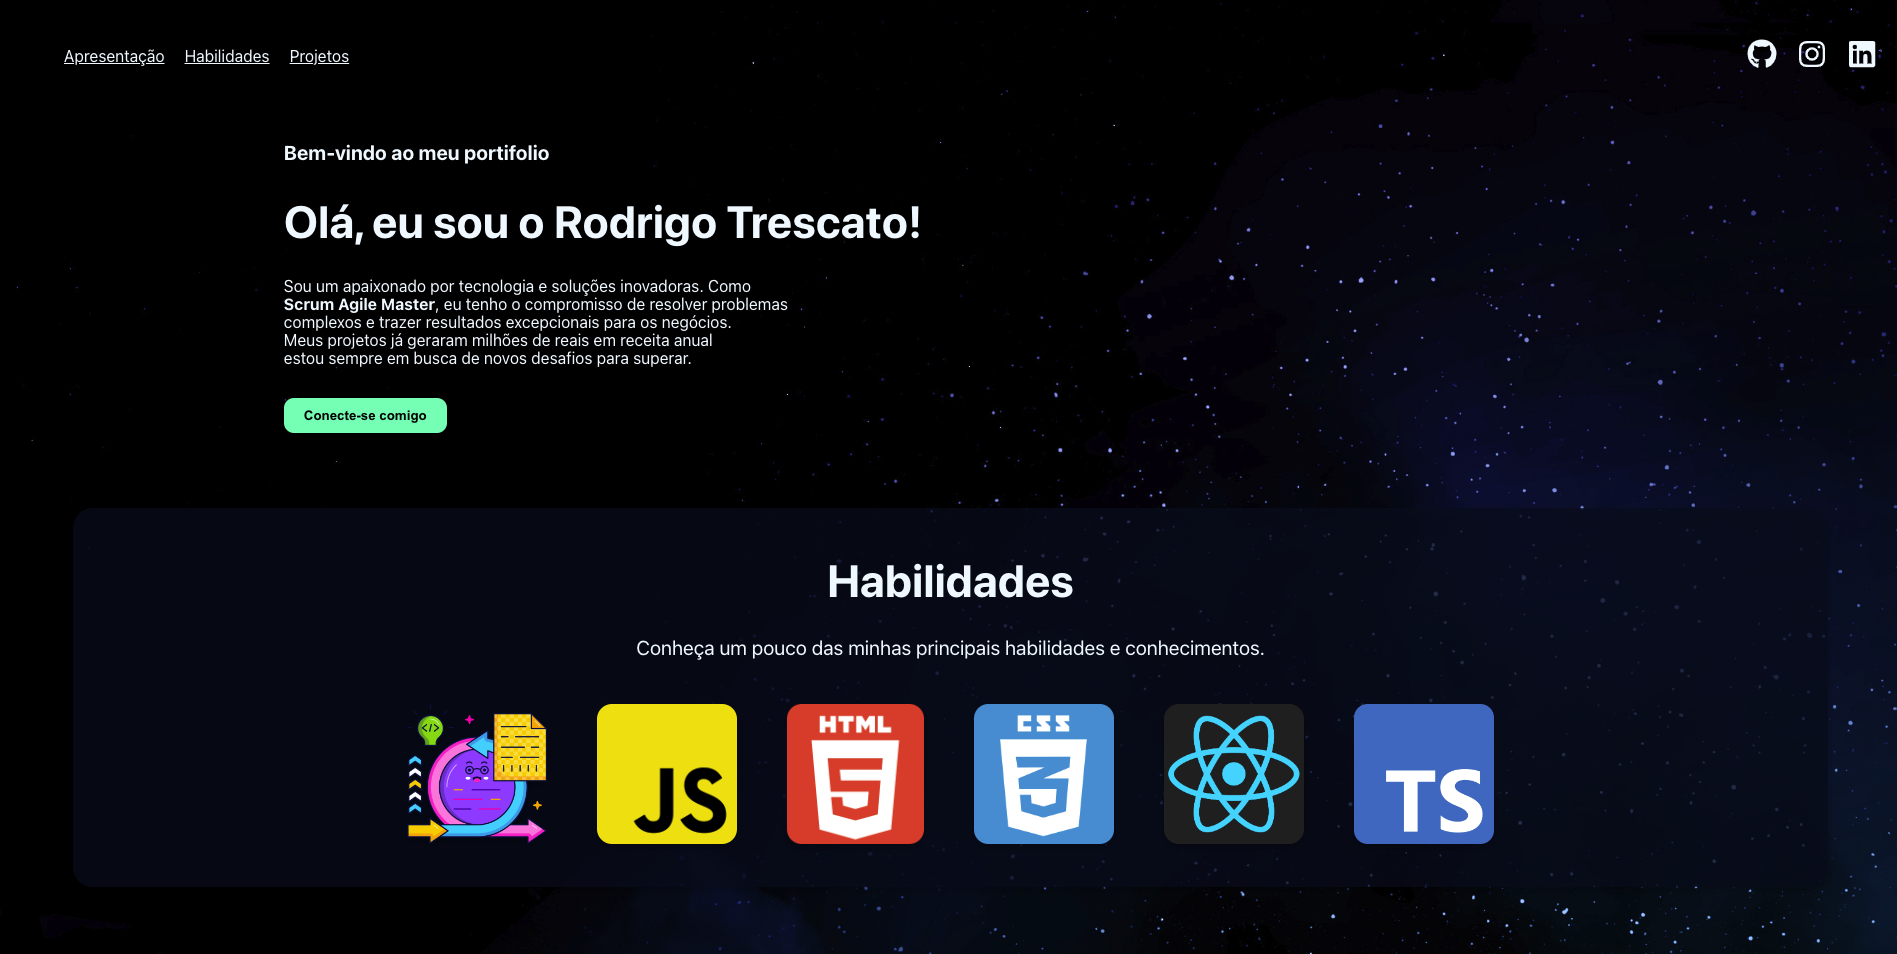 Apresentação Habilidades Projetos
Bem-vindo ao meu portifolio
Olá, eu sou o Rodrigo Trescato!
Sou um apaixonado por tecnologia e soluções inovadoras. Como
Scrum Agile Master, eu tenho o compromisso de resolver problemas
complexos e trazer resultados excepcionais para os negócios.
Meus projetos já geraram milhões de reais em receita anual
estou sempre em busca de novos desafios para superar.
Conecte-se comigo
Habilidades
Conheça um pouco das minhas principais habilidades e conhecimentos.
</>
JS
HTML
5
CSS
3
TS
in